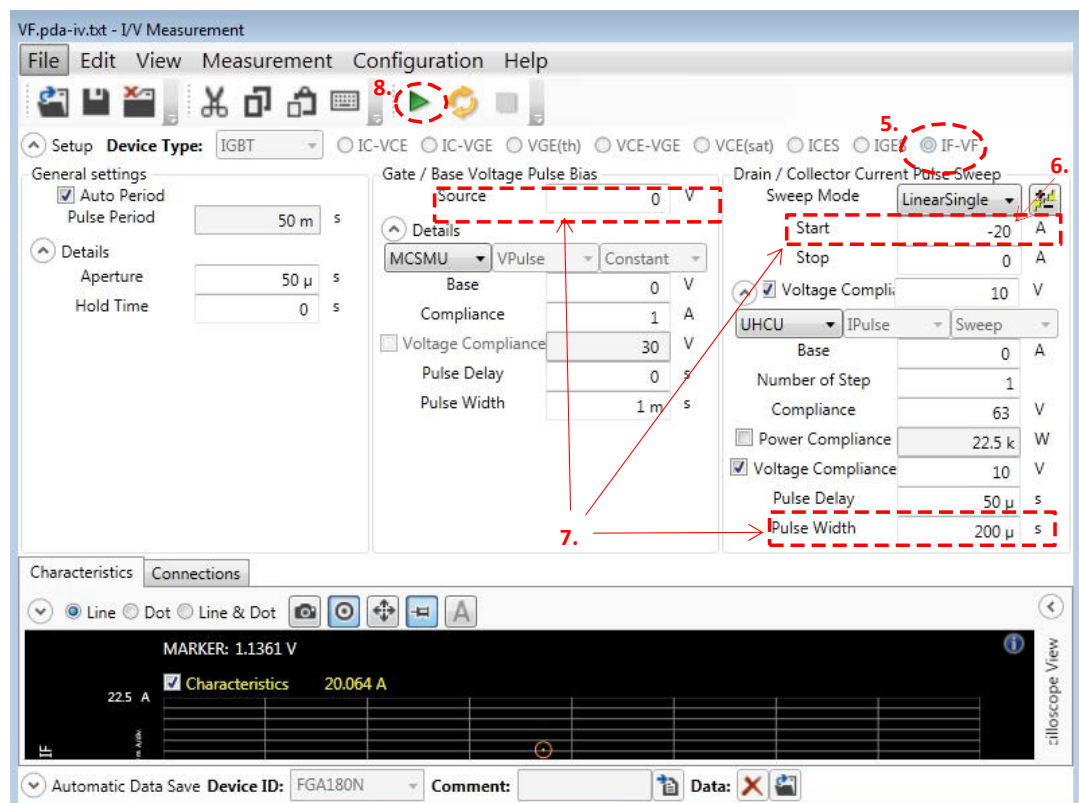 VF.pda-iv.txt - I/V Measurement
File Edit View Measurement Configuration Help
8.
5.
Setup Device Type: IGBT IC-VCE IC-VGE VGE(th) VCE-VGE VCE(sat) ICES IGES IF-VF
6.
General settings
Auto Period
Pulse Period 50 m s
Details
Aperture 50 µ s
Hold Time 0 s
Gate / Base Voltage Pulse Bias
Source 0 V
Details
MCSMU VPulse Constant
Base 0 V
Compliance 1 A
Voltage Compliance 30 V
Pulse Delay 0 s
Pulse Width 1 m s
7.
Drain / Collector Current Pulse Sweep
Sweep Mode LinearSingle
Start -20 A
Stop 0 A
Voltage Compli 10 V
UHCU IPulse Sweep
Base 0 A
Number of Step 1
Compliance 63 V
Power Compliance 22.5 k W
Voltage Compliance 10 V
Pulse Delay 50 µ s
Pulse Width 200 µ s
Characteristics Connections
Line Dot Line & Dot A
MARKER: 1.1361 V
Characteristics 20.064 A
22.5 A
IF
cilloscope View
Automatic Data Save Device ID: FGA180N Comment: Data: